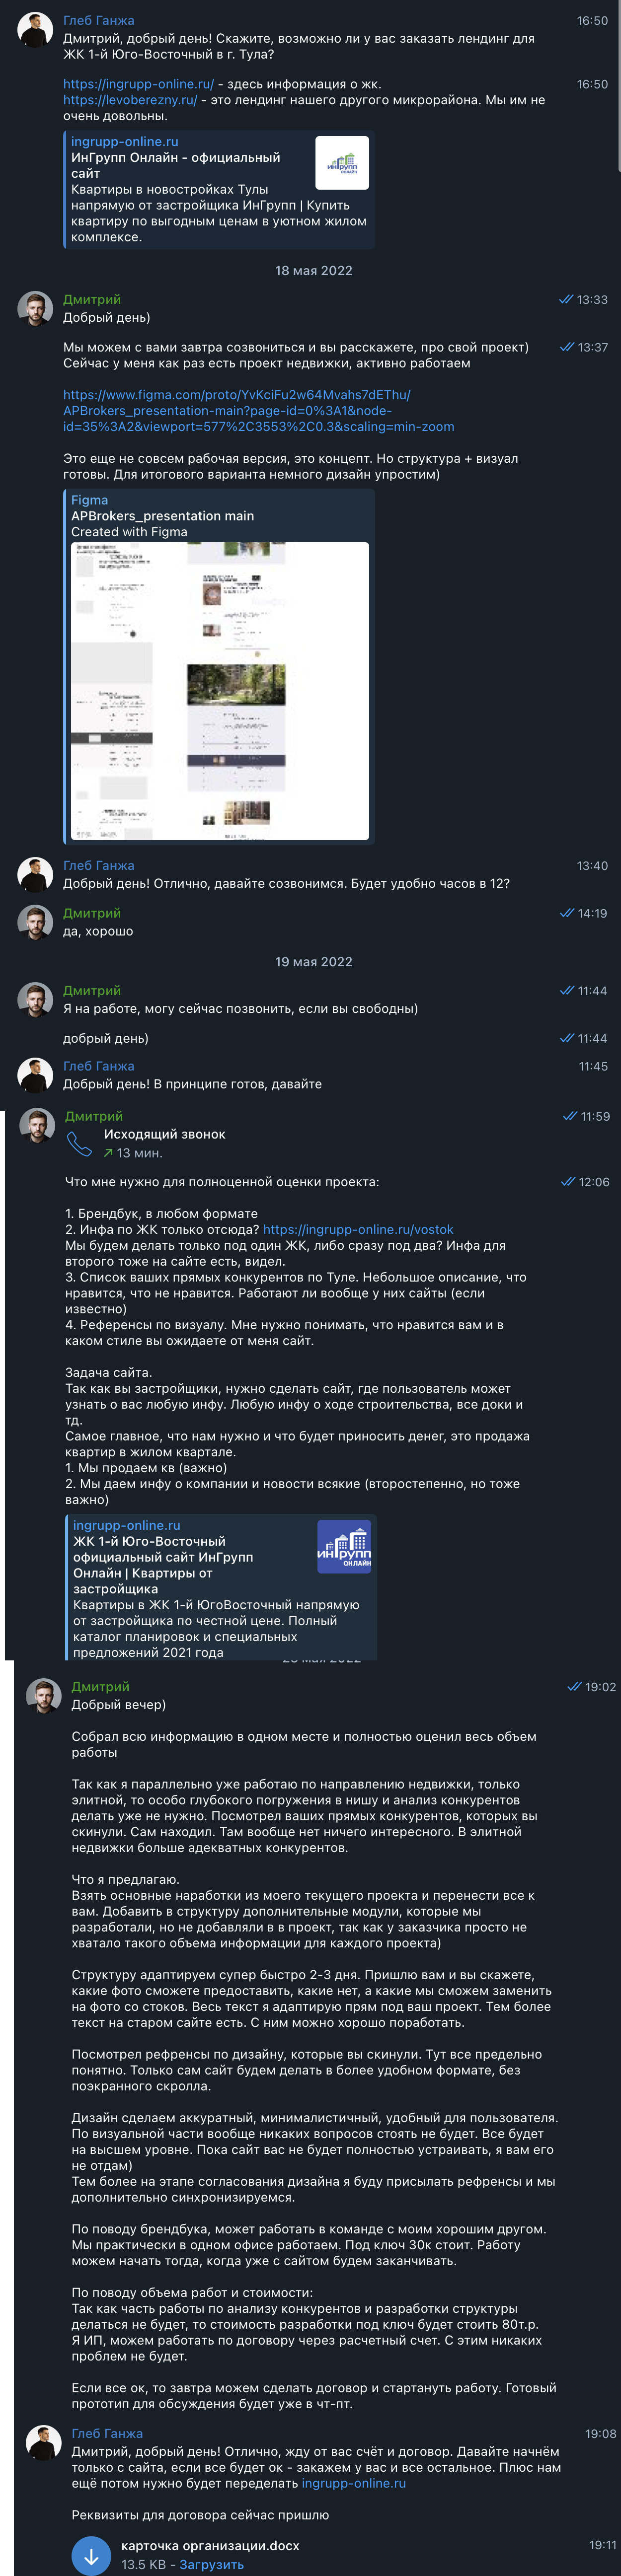 Глеб Ганжа 16:50
Дмитрий, добрый день! Скажите, возможно ли у вас заказать лендинг для
ЖК 1-й Юго-Восточный в г. Тула?
https://ingrupp-online.ru/ - здесь информация о жк. 16:50
https://levoberezny.ru/ - это лендинг нашего другого микрорайона. Мы им не
очень довольны.
ingrupp-online.ru
ИнГрупп Онлайн - официальный
сайт
Квартиры в новостройках Тулы
напрямую от застройщика ИнГрупп | Купить
квартиру по выгодным ценам в уютном жилом
комплексе.
ингрупп
ОНЛАЙН
18 мая 2022
Дмитрий 13:33
Добрый день)
Мы можем с вами завтра созвониться и вы расскажете, про свой проект) 13:37
Сейчас у меня как раз есть проект недвижки, активно работаем
https://www.figma.com/proto/YvKciFu2w64Mvahs7dEThu/
APBrokers_presentation-main?page-id=0%3A1&node-
id=35%3A2&viewport=577%2C3553%2C0.3&scaling=min-zoom
Это еще не совсем рабочая версия, это концепт. Но структура + визуал
готовы. Для итогового варианта немного дизайн упростим)
Figma
APBrokers_presentation main
Created with Figma
Глеб Ганжа 13:40
Добрый день! Отлично, давайте созвонимся. Будет удобно часов в 12?
Дмитрий 14:19
да, хорошо
19 мая 2022
Дмитрий 11:44
Я на работе, могу сейчас позвонить, если вы свободны)
добрый день) 11:44
Глеб Ганжа 11:45
Добрый день! В принципе готов, давайте
Дмитрий 11:59
Исходящий звонок
13 мин.
Что мне нужно для полноценной оценки проекта: 12:06
1. Брендбук, в любом формате
2. Инфа по ЖК только отсюда? https://ingrupp-online.ru/vostok
Мы будем делать только под один ЖК, либо сразу под два? Инфа для
второго тоже на сайте есть, видел.
3. Список ваших прямых конкурентов по Туле. Небольшое описание, что
нравится, что не нравится. Работают ли вообще у них сайты (если
известно)
4. Референсы по визуалу. Мне нужно понимать, что нравится вам и в
каком стиле вы ожидаете от меня сайт.
Задача сайта.
Так как вы застройщики, нужно сделать сайт, где пользователь может
узнать о вас любую инфу. Любую инфу о ходе строительства, все доки и
тд.
Самое главное, что нам нужно и что будет приносить денег, это продажа
квартир в жилом квартале.
1. Мы продаем кв (важно)
2. Мы даем инфу о компании и новости всякие (второстепенно, но тоже
важно)
ingrupp-online.ru
ЖК 1-й Юго-Восточный
официальный сайт ИнГрупп
Онлайн | Квартиры от
застройщика
Квартиры в ЖК 1-й ЮгоВосточный напрямую
от застройщика по честной цене. Полный
каталог планировок и специальных
предложений 2021 года
ингрупп
ОНЛАЙН
Дмитрий 19:02
Добрый вечер)
Собрал всю информацию в одном месте и полностью оценил весь объем
работы
Так как я параллельно уже работаю по направлению недвижки, только
элитной, то особо глубокого погружения в нишу и анализ конкурентов
делать уже не нужно. Посмотрел ваших прямых конкурентов, которых вы
скинули. Сам находил. Там вообще нет ничего интересного. В элитной
недвижки больше адекватных конкурентов.
Что я предлагаю.
Взять основные наработки из моего текущего проекта и перенести все к
вам. Добавить в структуру дополнительные модули, которые мы
разработали, но не добавляли в в проект, так как у заказчика просто не
хватало такого объема информации для каждого проекта)
Структуру адаптируем супер быстро 2-3 дня. Пришлю вам и вы скажете,
какие фото сможете предоставить, какие нет, а какие мы сможем заменить
на фото со стоков. Весь текст я адаптирую прям под ваш проект. Тем более
текст на старом сайте есть. С ним можно хорошо поработать.
Посмотрел рефренсы по дизайну, которые вы скинули. Тут все предельно
понятно. Только сам сайт будем делать в более удобном формате, без
поэкранного скролла.
Дизайн сделаем аккуратный, минималистичный, удобный для пользователя.
По визуальной части вообще никаких вопросов стоять не будет. Все будет
на высшем уровне. Пока сайт вас не будет полностью устраивать, я вам его
не отдам)
Тем более на этапе согласования дизайна я буду присылать рефренсы и мы
дополнительно синхронизируемся.
По поводу брендбука, может работать в команде с моим хорошим другом.
Мы практически в одном офисе работаем. Под ключ 30к стоит. Работу
можем начать тогда, когда уже с сайтом будем заканчивать.
По поводу объема работ и стоимости:
Так как часть работы по анализу конкурентов и разработки структуры
делаться не будет, то стоимость разработки под ключ будет стоить 80т.р.
Я ИП, можем работать по договору через расчетный счет. С этим никаких
проблем не будет.
Если все ок, то завтра можем сделать договор и стартануть работу. Готовый
прототип для обсуждения будет уже в чт-пт.
Глеб Ганжа 19:08
Дмитрий, добрый день! Отлично, жду от вас счёт и договор. Давайте начнём
только с сайта, если все будет ок - закажем у вас и все остальное. Плюс нам
ещё потом нужно будет переделать ingrupp-online.ru
Реквизиты для договора сейчас пришлю
карточка организации.docx 19:11
13.5 KB - Загрузить